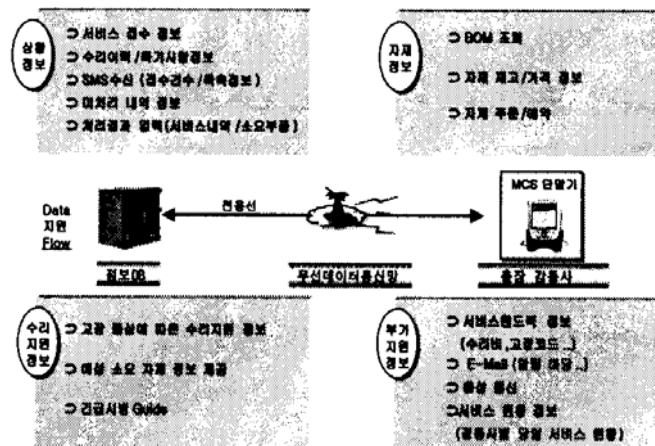 상황
정보
⊃ 서비스 접수 정보
⊃ 수리이력/특기사항정보
⊃ SMS수신 (접수건수/독촉정보)
⊃ 미처리 내역 정보
⊃ 처리결과 입력(서비스내역/소요부품)
자재
정보
⊃ BOM 조회
⊃ 자재 재고/가격 정보
⊃ 자재 주문/예약
Data
지원
Flow
전용선
MCS 단말기
정보DB
무선데이터통신망
출장
수리
지원
정보
⊃ 고장 증상에 따른 수리지원 정보
⊃ 예상 소요 자재 정보 제공
⊃ 긴급시방 Guide
부가
지원
정보
⊃ 서비스핸드북 정보
(수리비,고장코드..)
⊃ E-Mail
⊃ 음성 통신
⊃서비스 현황 정보